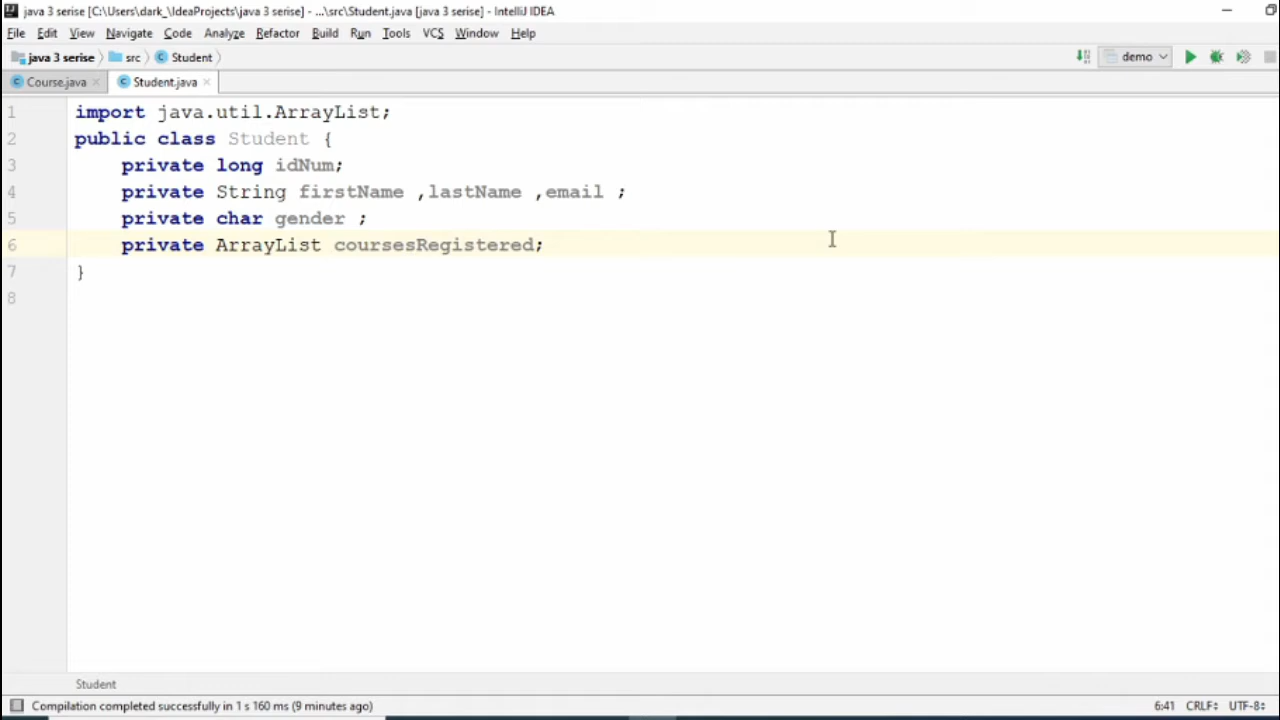 java 3 serise [C:\Users\dark_\IdeaProjects\java 3 serise] - ...\src\Student.java [java 3 serise] - IntelliJ IDEA
File Edit View Navigate Code Analyze Refactor Build Run Tools VCS Window Help
java 3 serise src Student demo
Course.java Student.java
1 import java.util.ArrayList;
2 public class Student {
3 private long idNum;
4 private String firstName ,lastName ,email ;
5 private char gender ;
6 private ArrayList coursesRegistered;
7 }
8
Student
Compilation completed successfully in 1 s 160 ms (9 minutes ago) 6:41 CRLF UTF-8